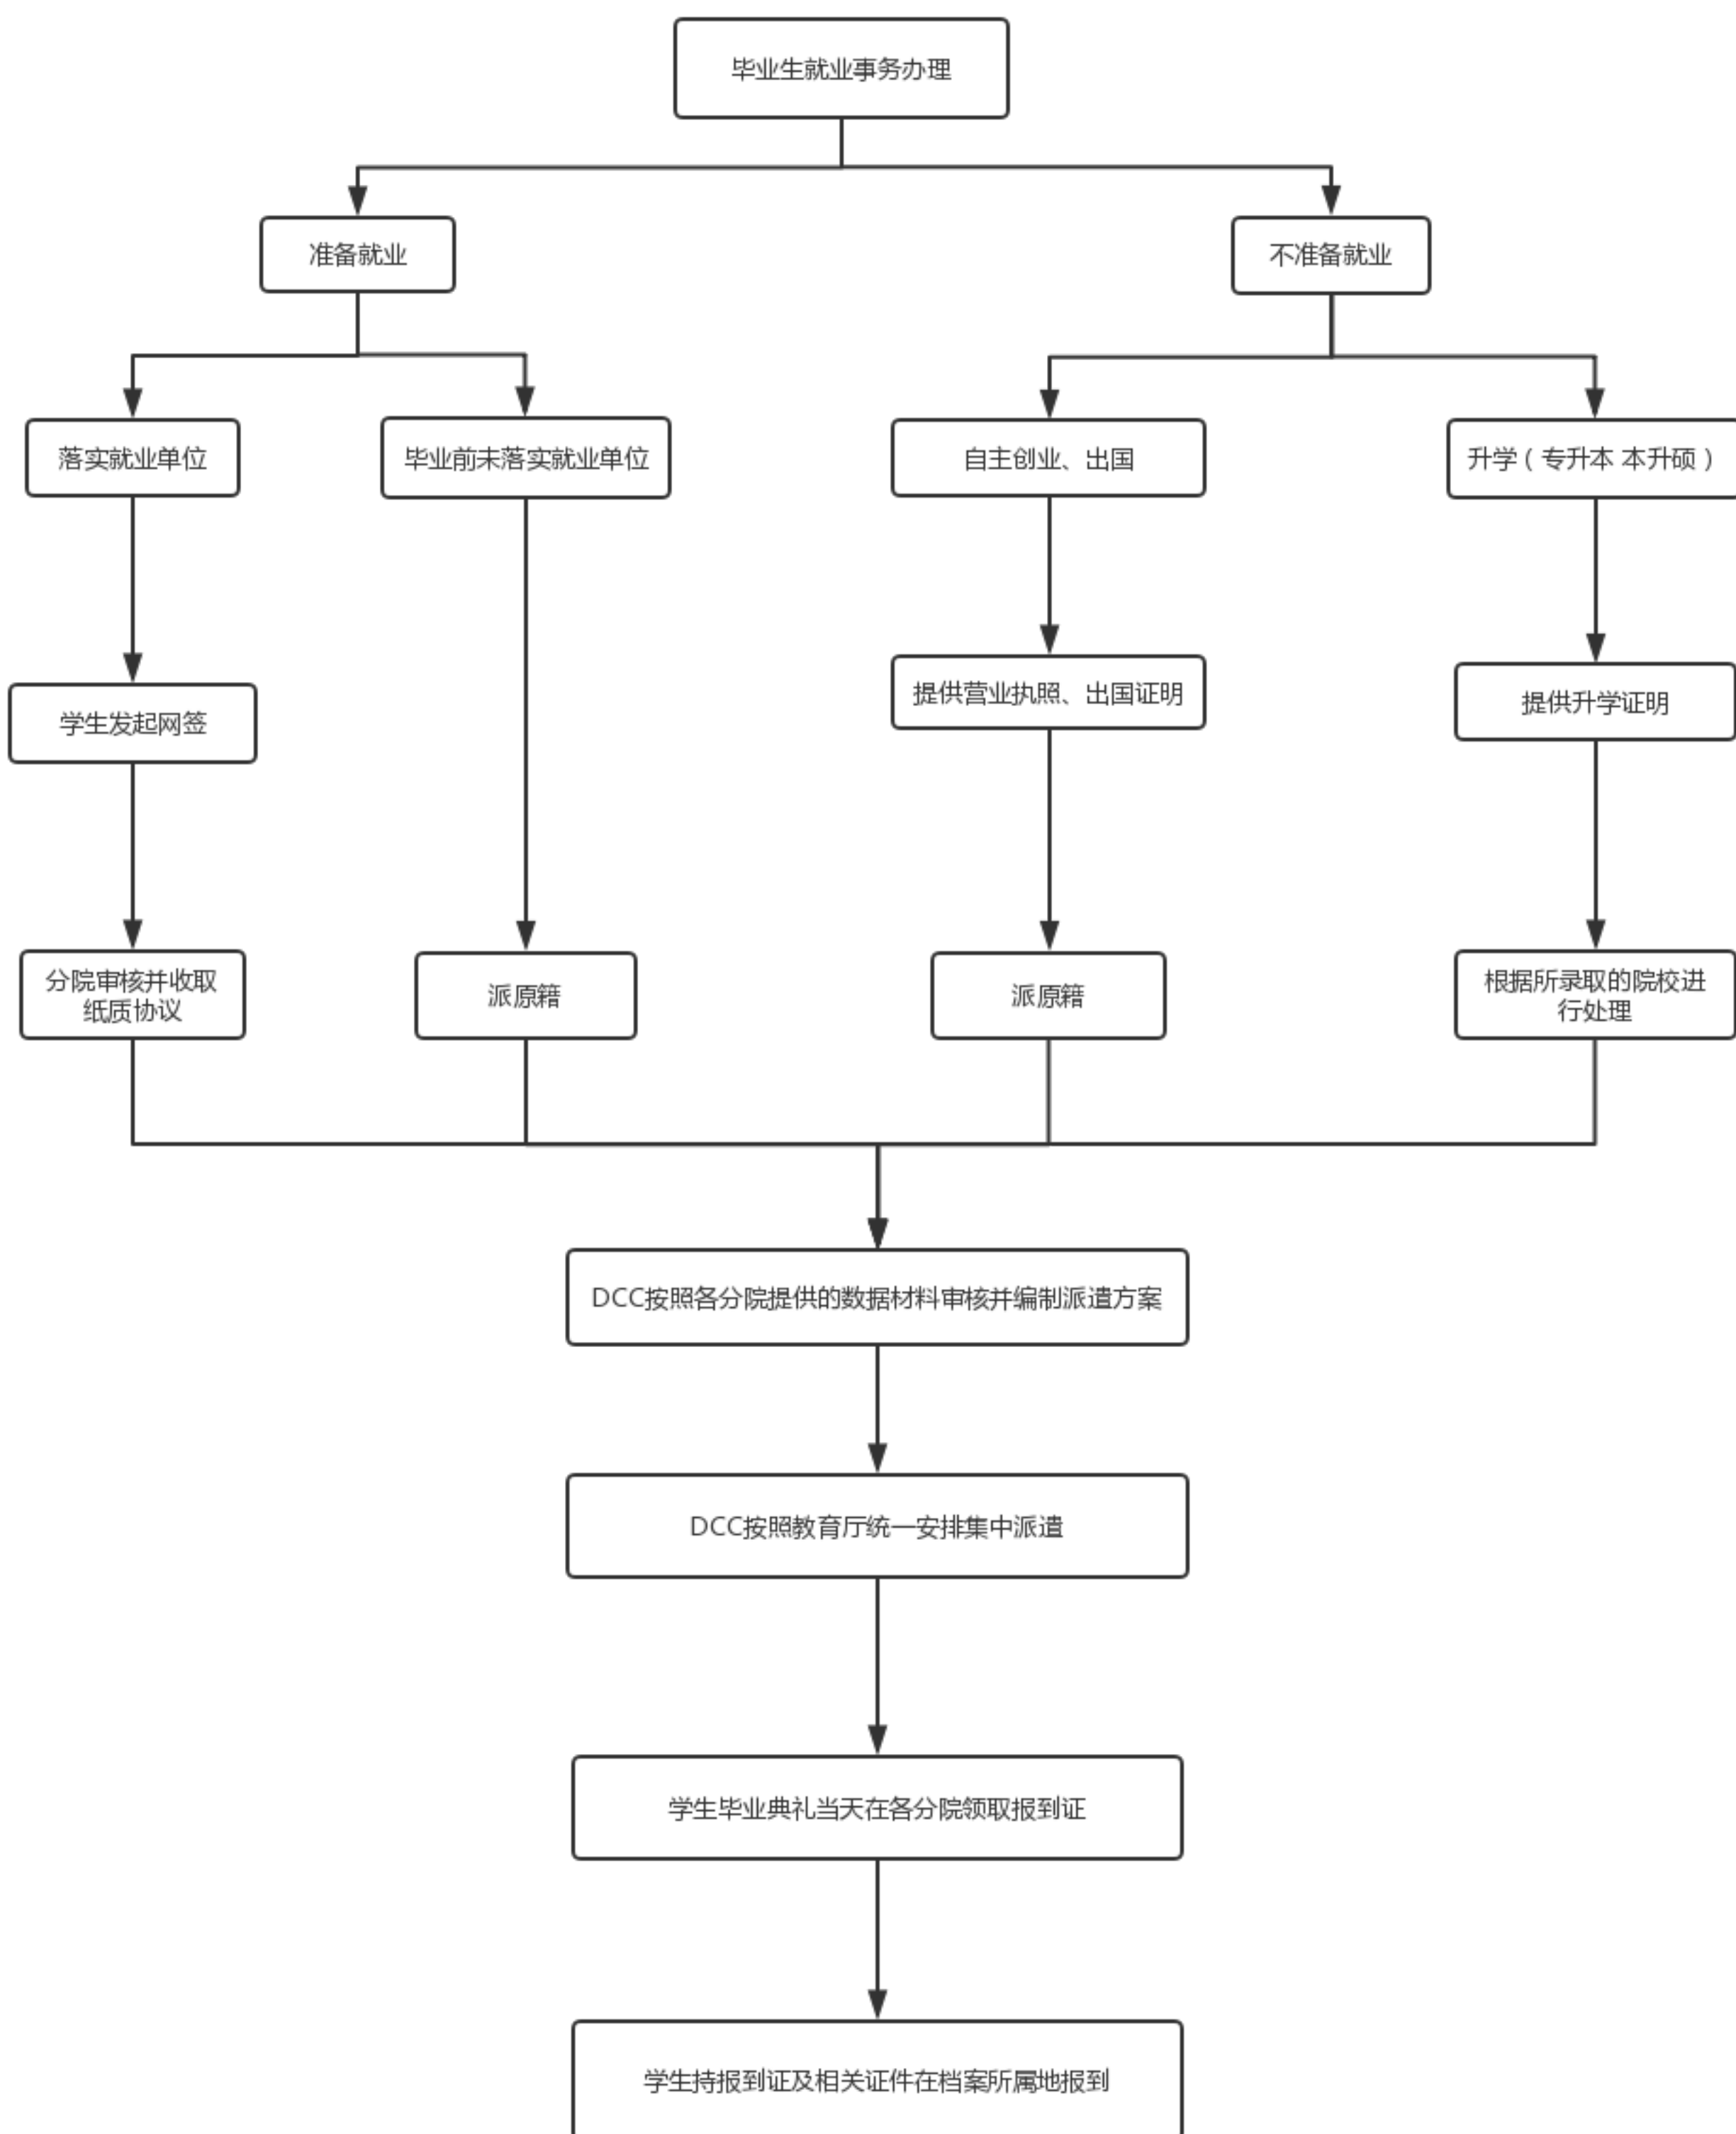 毕业生就业事务办理
准备就业
不准备就业
落实就业单位
毕业前未落实就业单位
自主创业、出国
升学（专升本 本升硕）
学生发起网签
提供营业执照、出国证明
提供升学证明
分院审核并收取
纸质协议
派原籍
派原籍
根据所录取的院校进
行处理
DCC按照各分院提供的数据材料审核并编制派遣方案
DCC按照教育厅统一安排集中派遣
学生毕业典礼当天在各分院领取报到证
学生持报到证及相关证件在档案所属地报到